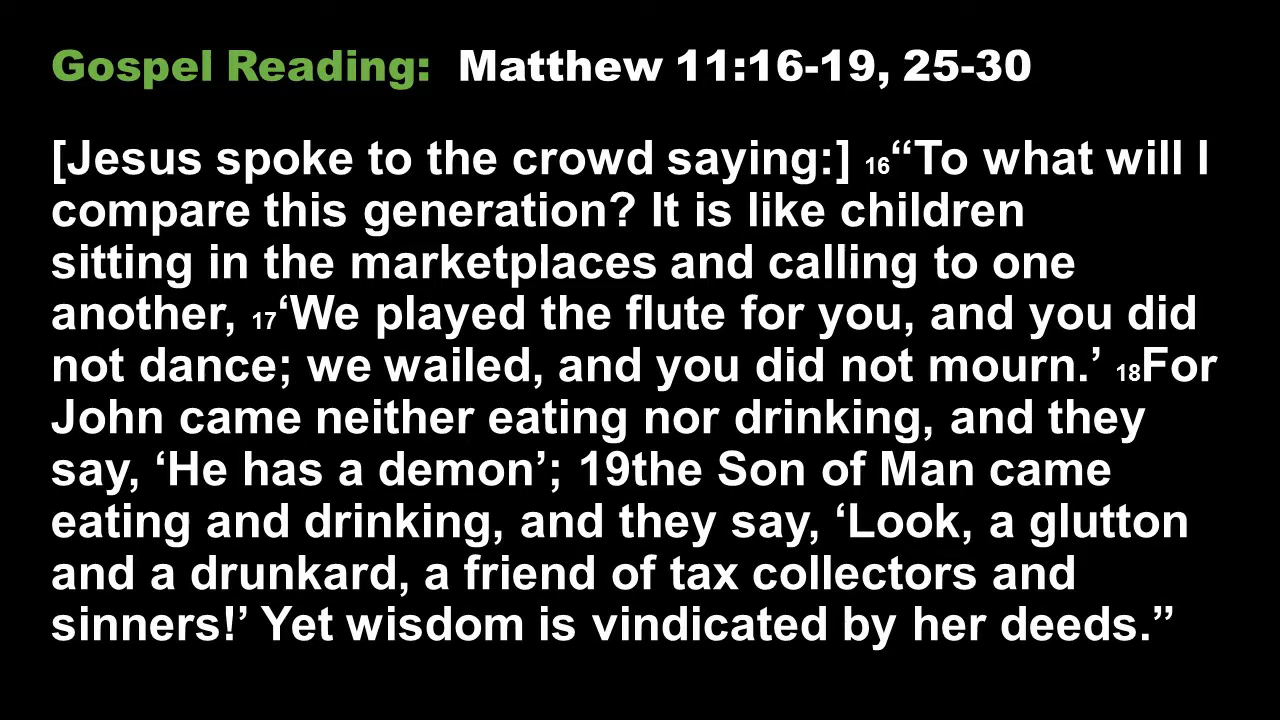 Gospel Reading: Matthew 11:16-19, 25-30
[Jesus spoke to the crowd saying:] 16“To what will I
compare this generation? It is like children
sitting in the marketplaces and calling to one
another, 17‘We played the flute for you, and you did
not dance; we wailed, and you did not mourn.’ 18For
John came neither eating nor drinking, and they
say, ‘He has a demon’; 19the Son of Man came
eating and drinking, and they say, ‘Look, a glutton
and a drunkard, a friend of tax collectors and
sinners!’ Yet wisdom is vindicated by her deeds.”